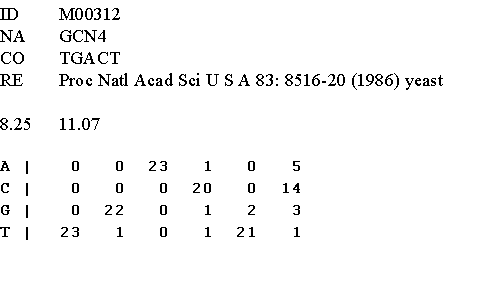 ID M00312
NA GCN4
CO TGACT
RE Proc Natl Acad Sci U S A 83: 8516-20 (1986) yeast
8.25 11.07
A | 0 0 23 1 0 5
C | 0 0 0 20 0 14
G | 0 22 0 1 2 3
T | 23 1 0 1 21 1